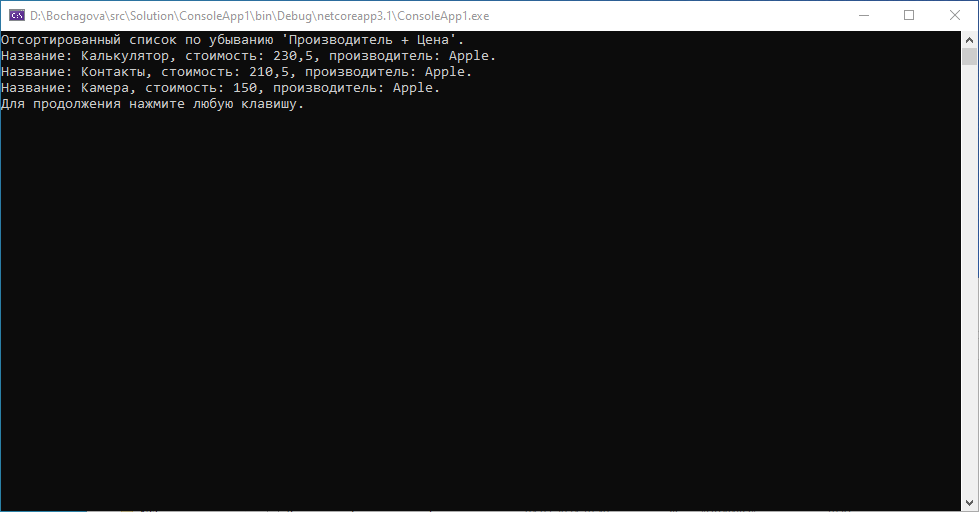 D:\Bochagova\src\Solution\ConsoleApp1\bin\Debug\netcoreapp3.1\ConsoleApp1.exe
Отсортированный список по убыванию 'Производитель + Цена'.
Название: Калькулятор, стоимость: 230,5, производитель: Apple.
Название: Контакты, стоимость: 210,5, производитель: Apple.
Название: Камера, стоимость: 150, производитель: Apple.
Для продолжения нажмите любую клавишу.